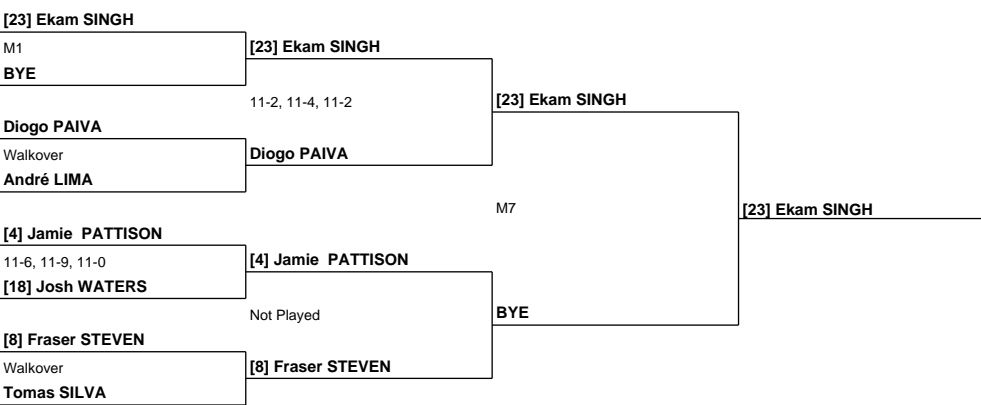 [23] Ekam SINGH
M1
BYE
[23] Ekam SINGH
11-2, 11-4, 11-2
[23] Ekam SINGH
Diogo PAIVA
Walkover
André LIMA
Diogo PAIVA
M7
[23] Ekam SINGH
[4] Jamie  PATTISON
11-6, 11-9, 11-0
[18] Josh WATERS
[4] Jamie  PATTISON
Not Played
BYE
[8] Fraser STEVEN
Walkover
Tomas SILVA
[8] Fraser STEVEN